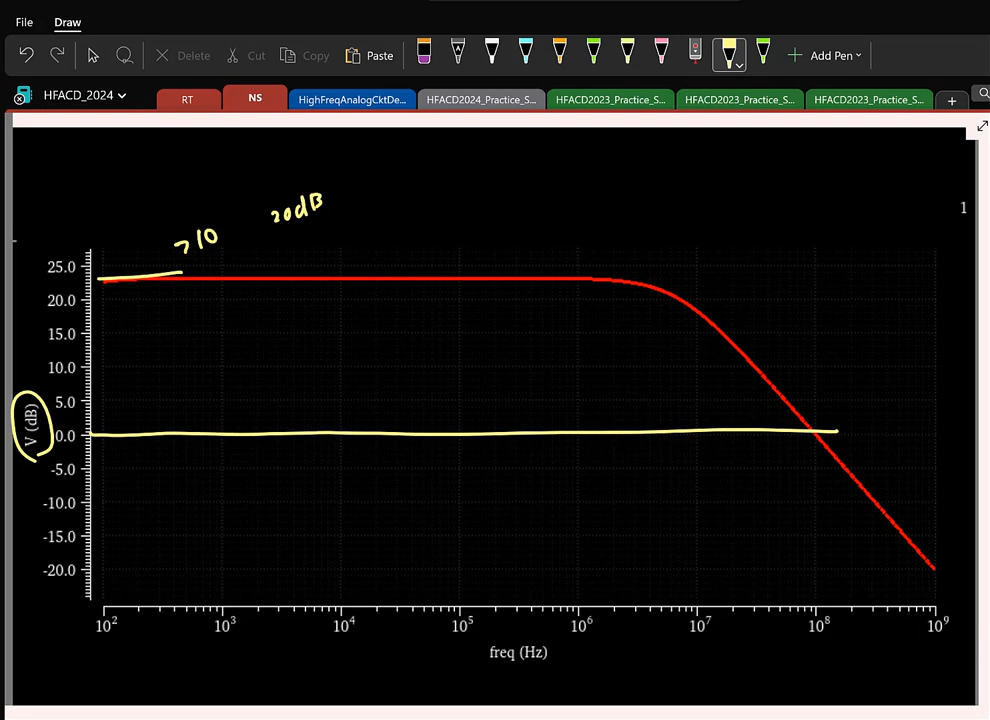 File Draw
Delete Cut Copy Paste A Add Pen
HFACD_2024 RT NS HighFreqAnalogCktDe... HFACD2024_Practice_S... HFACD2023_Practice_S... HFACD2023_Practice_S... HFACD2023_Practice_S... +
20dB
1
>10
25.0
20.0
15.0
10.0
5.0
0.0
-5.0
-10.0
-15.0
-20.0
V (dB)
10² 10³ 10⁴ 10⁵ 10⁶ 10⁷ 10⁸ 10⁹
freq (Hz)